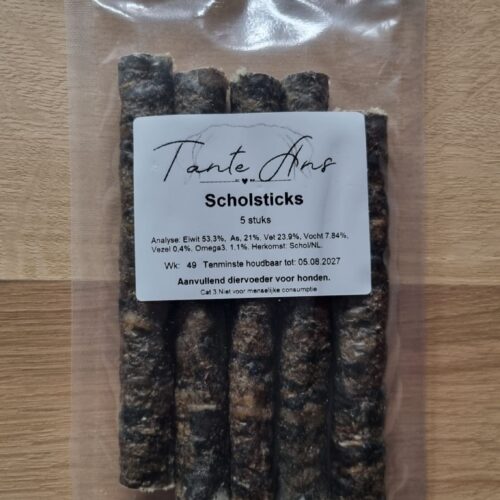 Tante Ans
Scholsticks
5 stuks
Analyse: Eiwit 53,3%, As, 21%. Vet 23.9%, Vocht 7.84%,
Vezel 0,4%, Omega3. 1.1%. Herkomst: Schol/NL.
Wk: 49 Tenminste houdbaar tot: 05.08.2027
Aanvullend diervoeder voor honden.
Cat 3.Niet voor menselijke consumptie